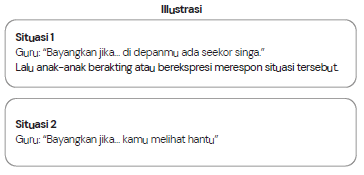 Illustrasi
Situasi 1
Guru: “Bayangkan jika... di depanmu ada seekor singa.”
Lalu anak-anak berakting atau berekspresi merespon situasi tersebut.
Situasi 2
Guru: “Bayangkan jika... kamu melihat hantu”